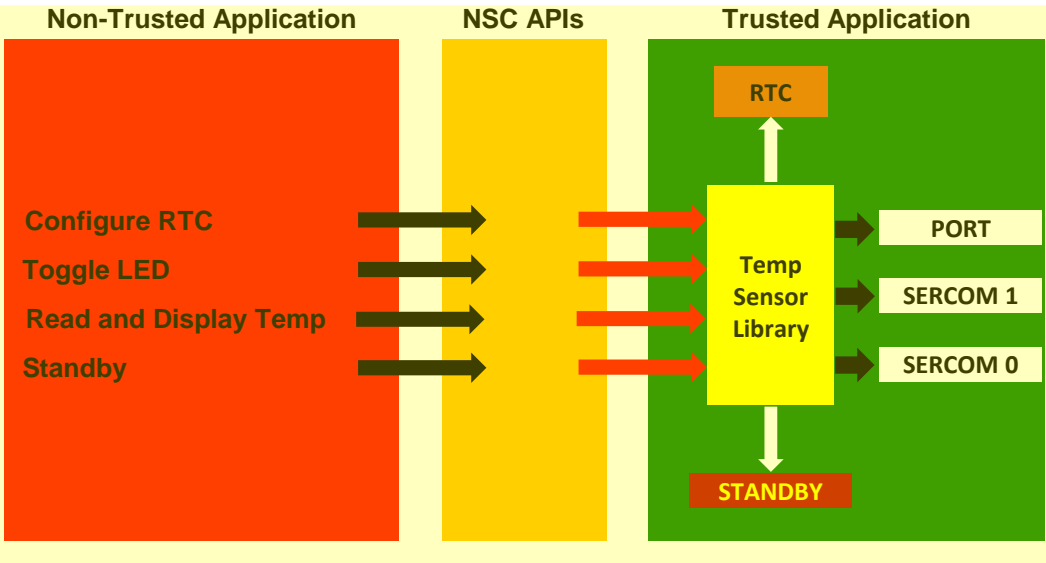 Non-Trusted Application
NSC APIs
Trusted Application
RTC
Configure RTC
Toggle LED
Read and Display Temp
Standby
Temp
Sensor
Library
PORT
SERCOM 1
SERCOM 0
STANDBY